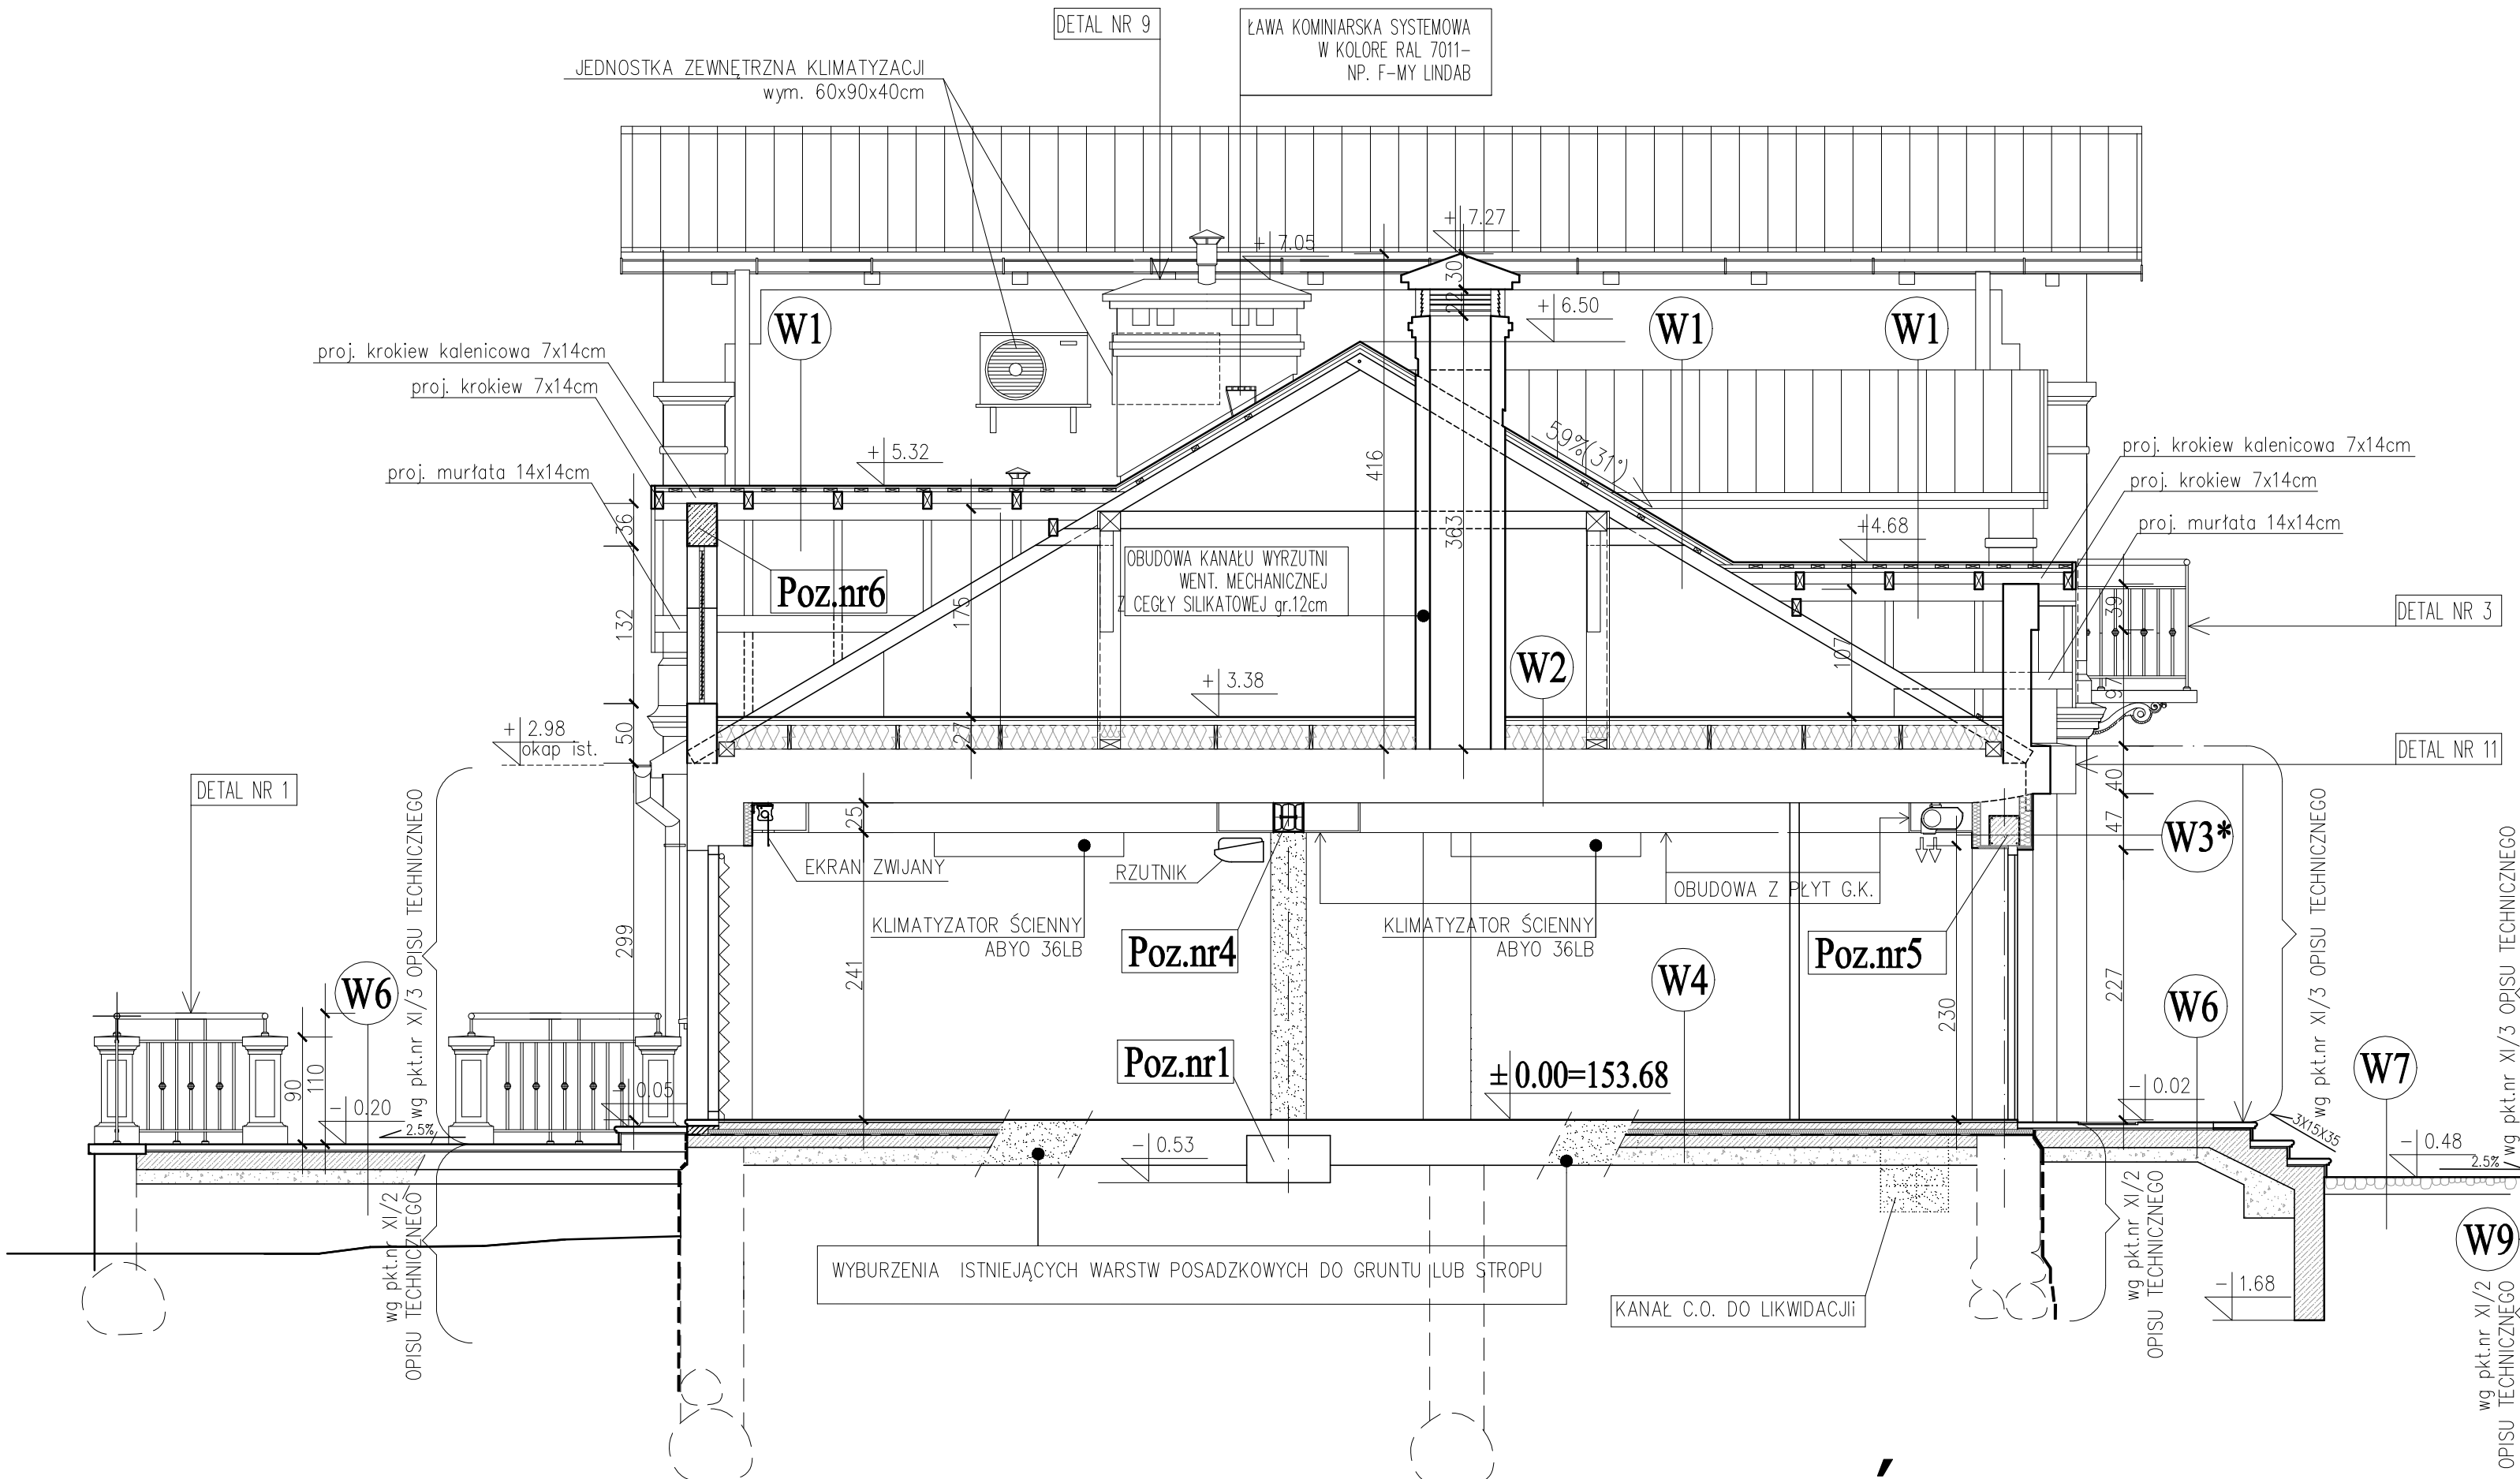 DETAL NR 9
ŁAWA KOMINIARSKA SYSTEMOWA
W KOLORE RAL 7011-
NP. F-MY LINDAB
JEDNOSTKA ZEWNĘTRZNA KLIMATYZACJI
wym. 60x90x40cm
+ 7.27
+ 7.05
30
22
+ 6.50
W1
W1
W1
proj. krokiew kalenicowa 7x14cm
proj. krokiew 7x14cm
proj. murłata 14x14cm
+ 5.32
416
363
59%(31°)
proj. krokiew kalenicowa 7x14cm
proj. krokiew 7x14cm
proj. murłata 14x14cm
+4.68
36
132
50
176
27
Poz.nr6
OBUDOWA KANAŁU WYRZUTNI
WENT. MECHANICZNEJ
Z CEGŁY SILIKATOWEJ gr.12cm
W2
107
39
97
DETAL NR 3
+ 3.38
+ 2.98
okap ist.
DETAL NR 11
DETAL NR 1
40
47
25
EKRAN ZWIJANY
RZUTNIK
OBUDOWA Z PŁYT G.K.
W3*
KLIMATYZATOR ŚCIENNY
ABYO 36LB
KLIMATYZATOR ŚCIENNY
ABYO 36LB
Poz.nr4
Poz.nr5
299
241
230
227
W6
W4
W6
W7
wg pkt.nr XI/3 OPISU TECHNICZNEGO
wg pkt.nr XI/3 OPISU TECHNICZNEGO
wg pkt.nr XI/3 OPISU TECHNICZNEGO
Poz.nr1
± 0.00=153.68
90
110
- 0.20
2.5%
- 0.05
- 0.02
3X15X35
- 0.48
2.5%
- 0.53
wg pkt.nr XI/2
OPISU TECHNICZNEGO
WYBURZENIA ISTNIEJĄCYCH WARSTW POSADZKOWYCH DO GRUNTU LUB STROPU
KANAŁ C.O. DO LIKWIDACJIi
wg pkt.nr XI/2
OPISU TECHNICZNEGO
- 1.68
W9
wg pkt.nr XI/2
OPISU TECHNICZNEGO